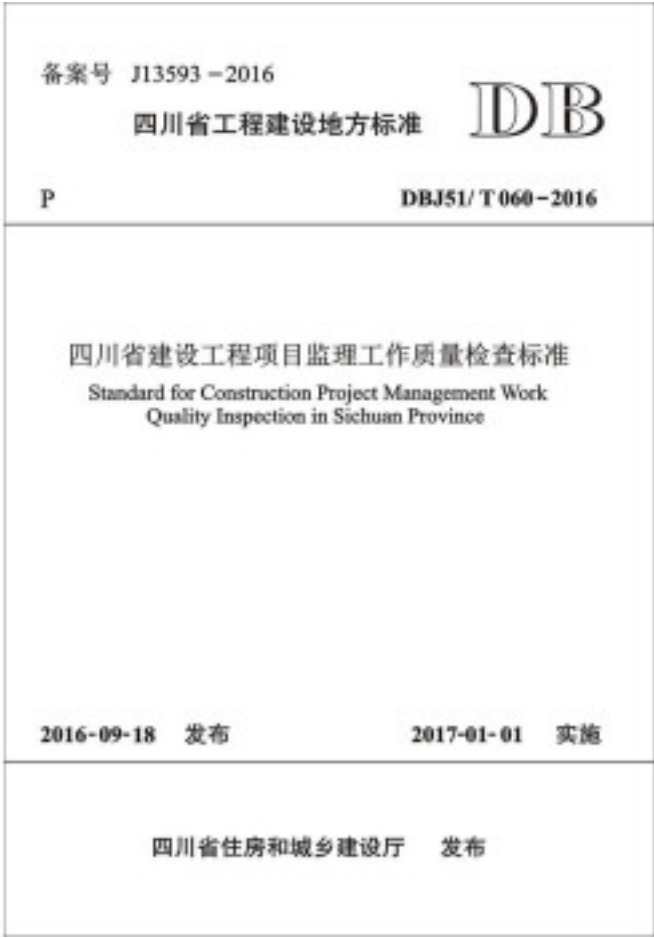 备案号 J13593-2016
四川省工程建设地方标准
DB
P
DBJ51/T 060-2016
四川省建设工程项目监理工作质量检查标准
Standard for Construction Project Management Work
Quality Inspection in Sichuan Province
2016-09-18 发布
2017-01-01 实施
四川省住房和城乡建设厅 发布